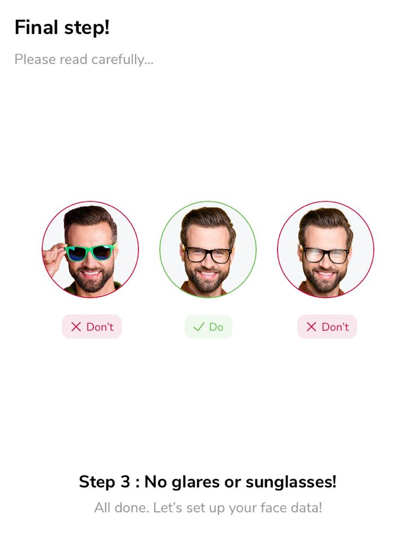 Final step!
Please read carefully...
Don't
Do
Don't
Step 3 : No glares or sunglasses!
All done. Let's set up your face data!